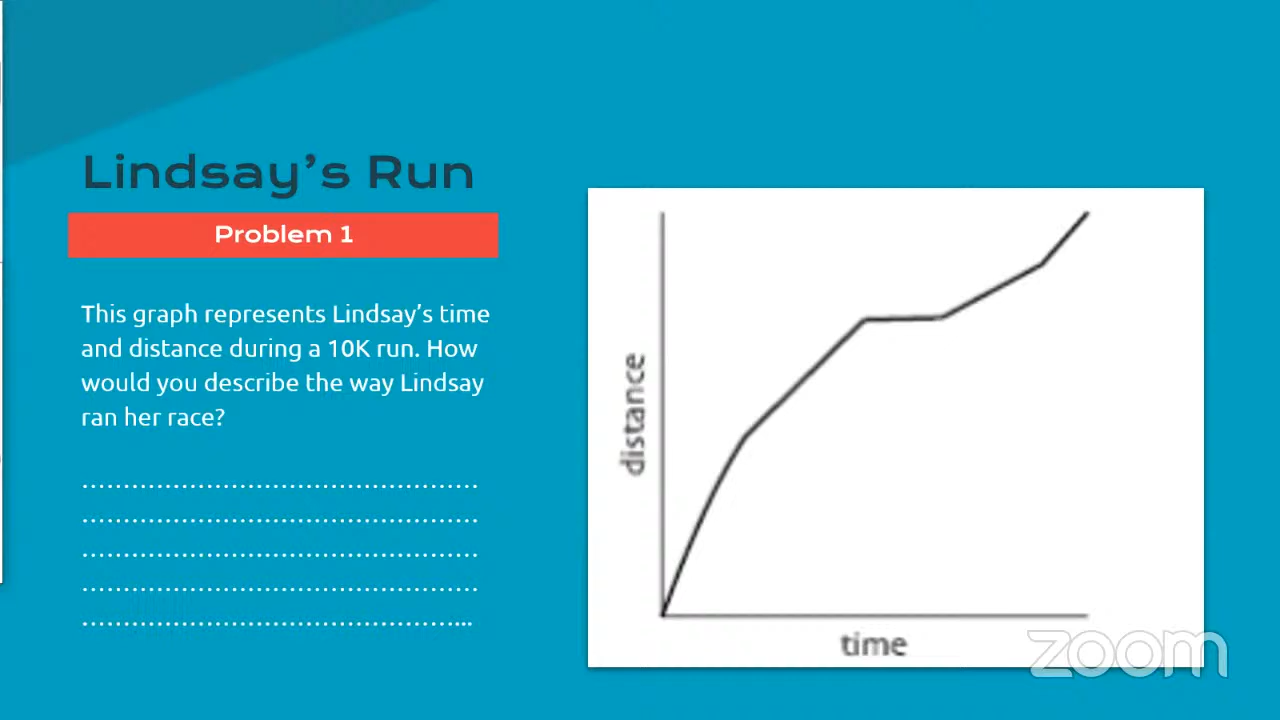 Lindsay’s Run
Problem 1
This graph represents Lindsay’s time
and distance during a 10K run. How
would you describe the way Lindsay
ran her race?
................................................
................................................
................................................
................................................
................................................
distance
time
zoom